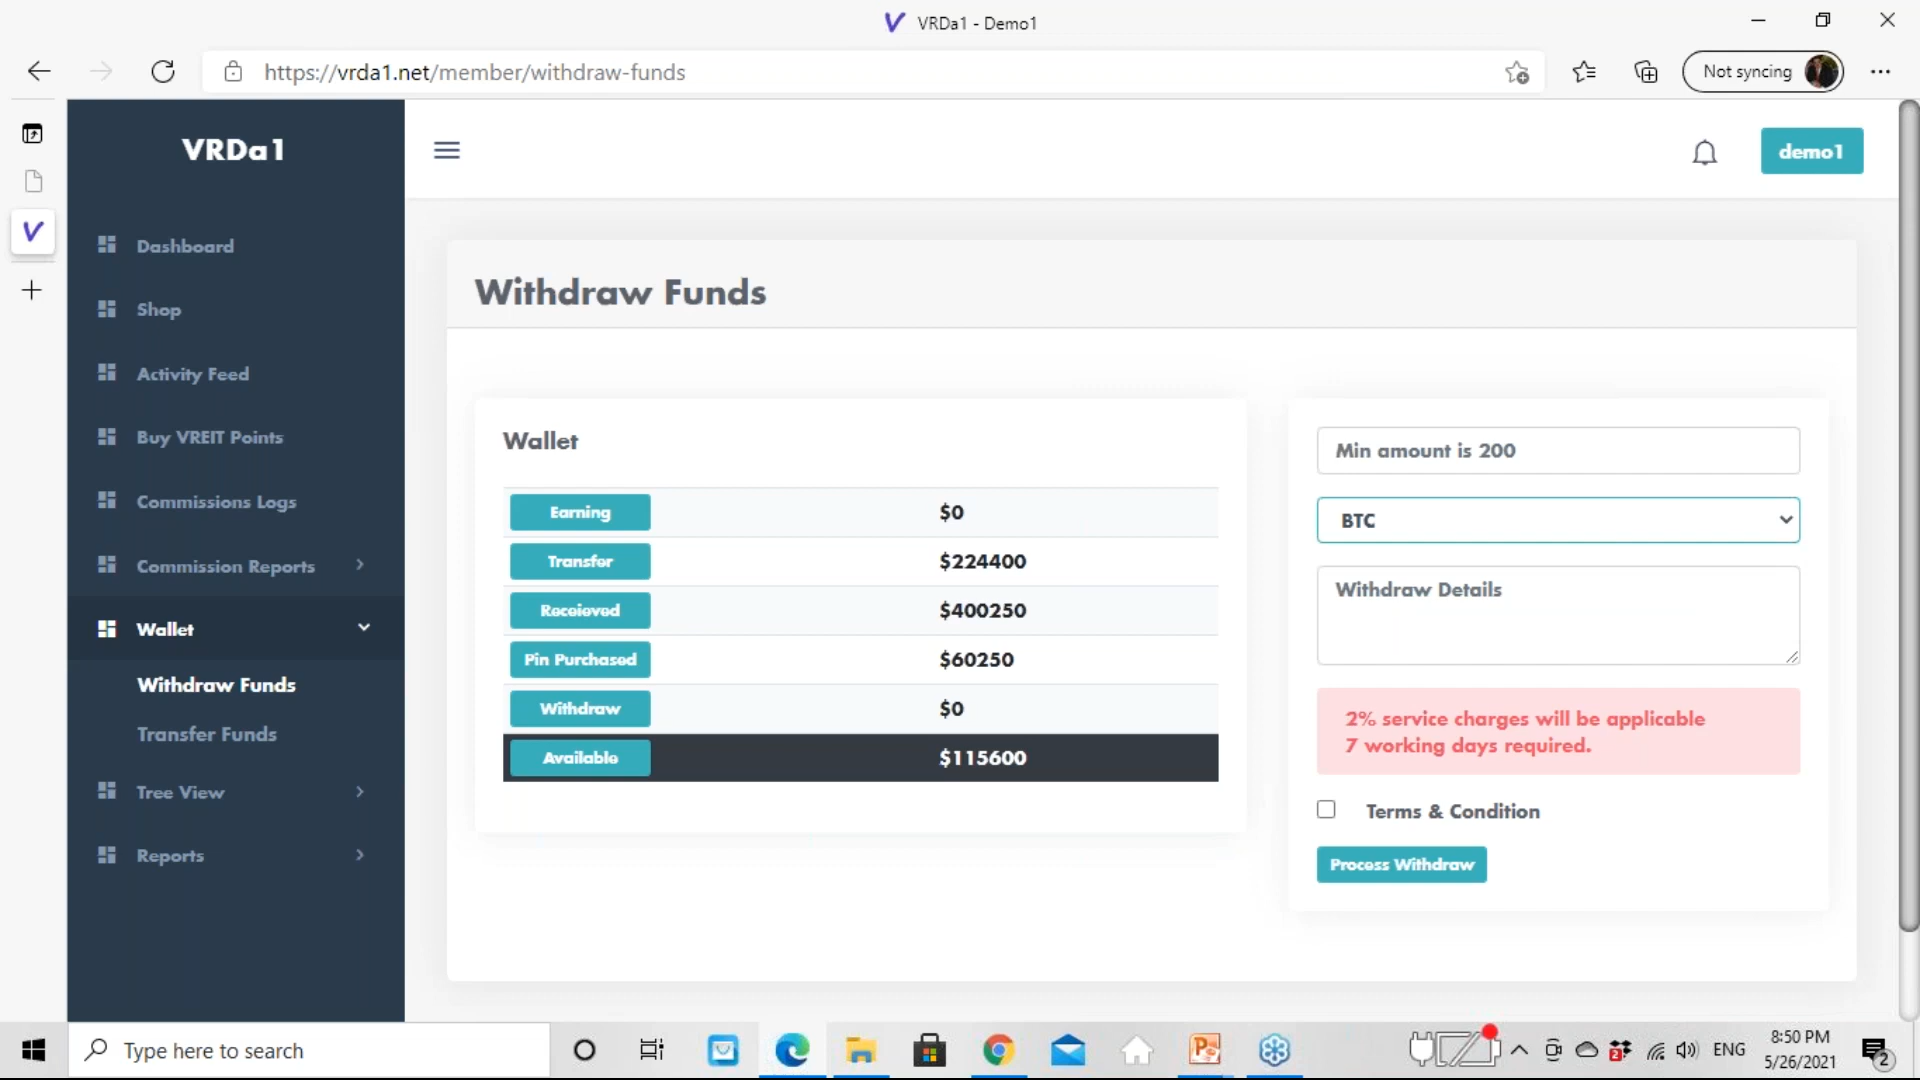 VRDa1 - Demo1
https://vrda1.net/member/withdraw-funds
Not syncing
VRDa1
demo1
Dashboard
Shop
Activity Feed
Buy VREIT Points
Commissions Logs
Commission Reports
Wallet
Withdraw Funds
Transfer Funds
Tree View
Reports
Withdraw Funds
Wallet
Earning $0
Transfer $224400
Receieved $400250
Pin Purchased $60250
Withdraw $0
Available $115600
Min amount is 200
BTC
Withdraw Details
2% service charges will be applicable
7 working days required.
Terms & Condition
Process Withdraw
Type here to search
2
ENG
8:50 PM
5/26/2021
2